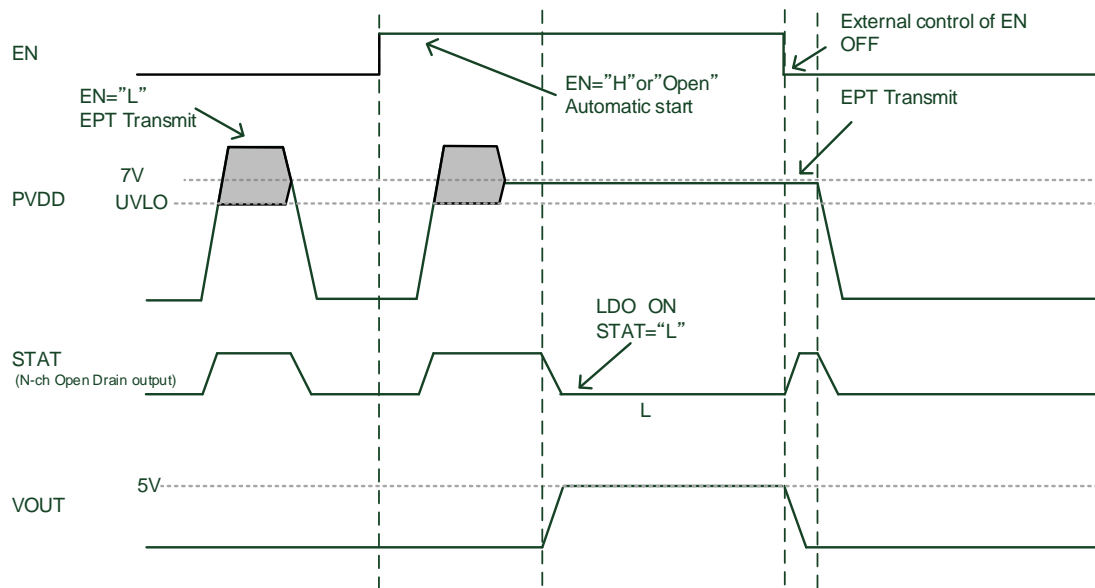 External control of EN
OFF
EN
EN="H"or"Open"
Automatic start
EN="L"
EPT Transmit
EPT Transmit
7V
PVDD
UVLO
LDO ON
STAT="L"
STAT
(N-ch Open Drain output)
L
5V
VOUT